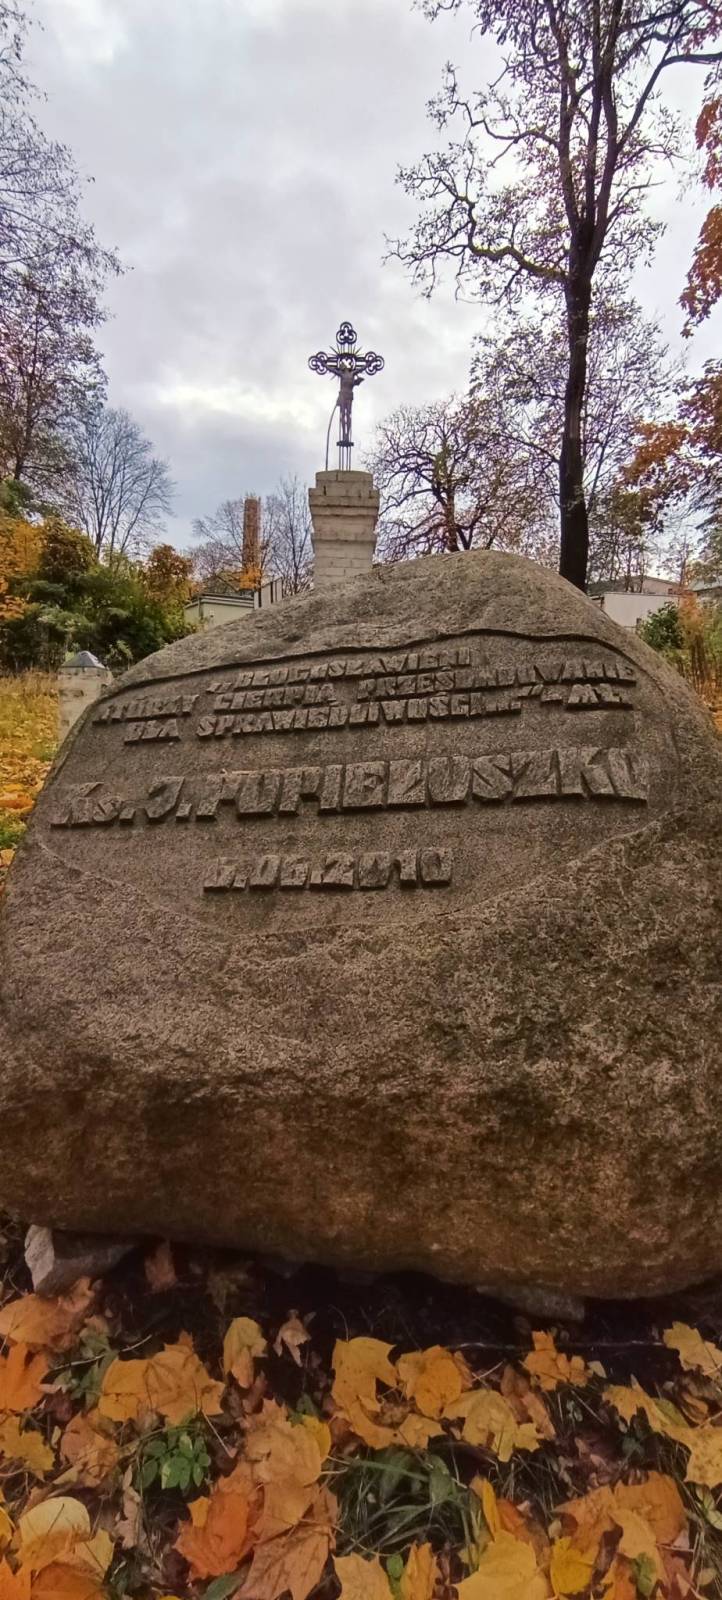 "BŁOGOSŁAWIENI
KTÓRZY CIERPIĄ PRZEŚLADOWANIE
DLA SPRAWIEDLIWOŚCI..." - Mt.
Ks. J. POPIEŁUSZKO
6.06.2010